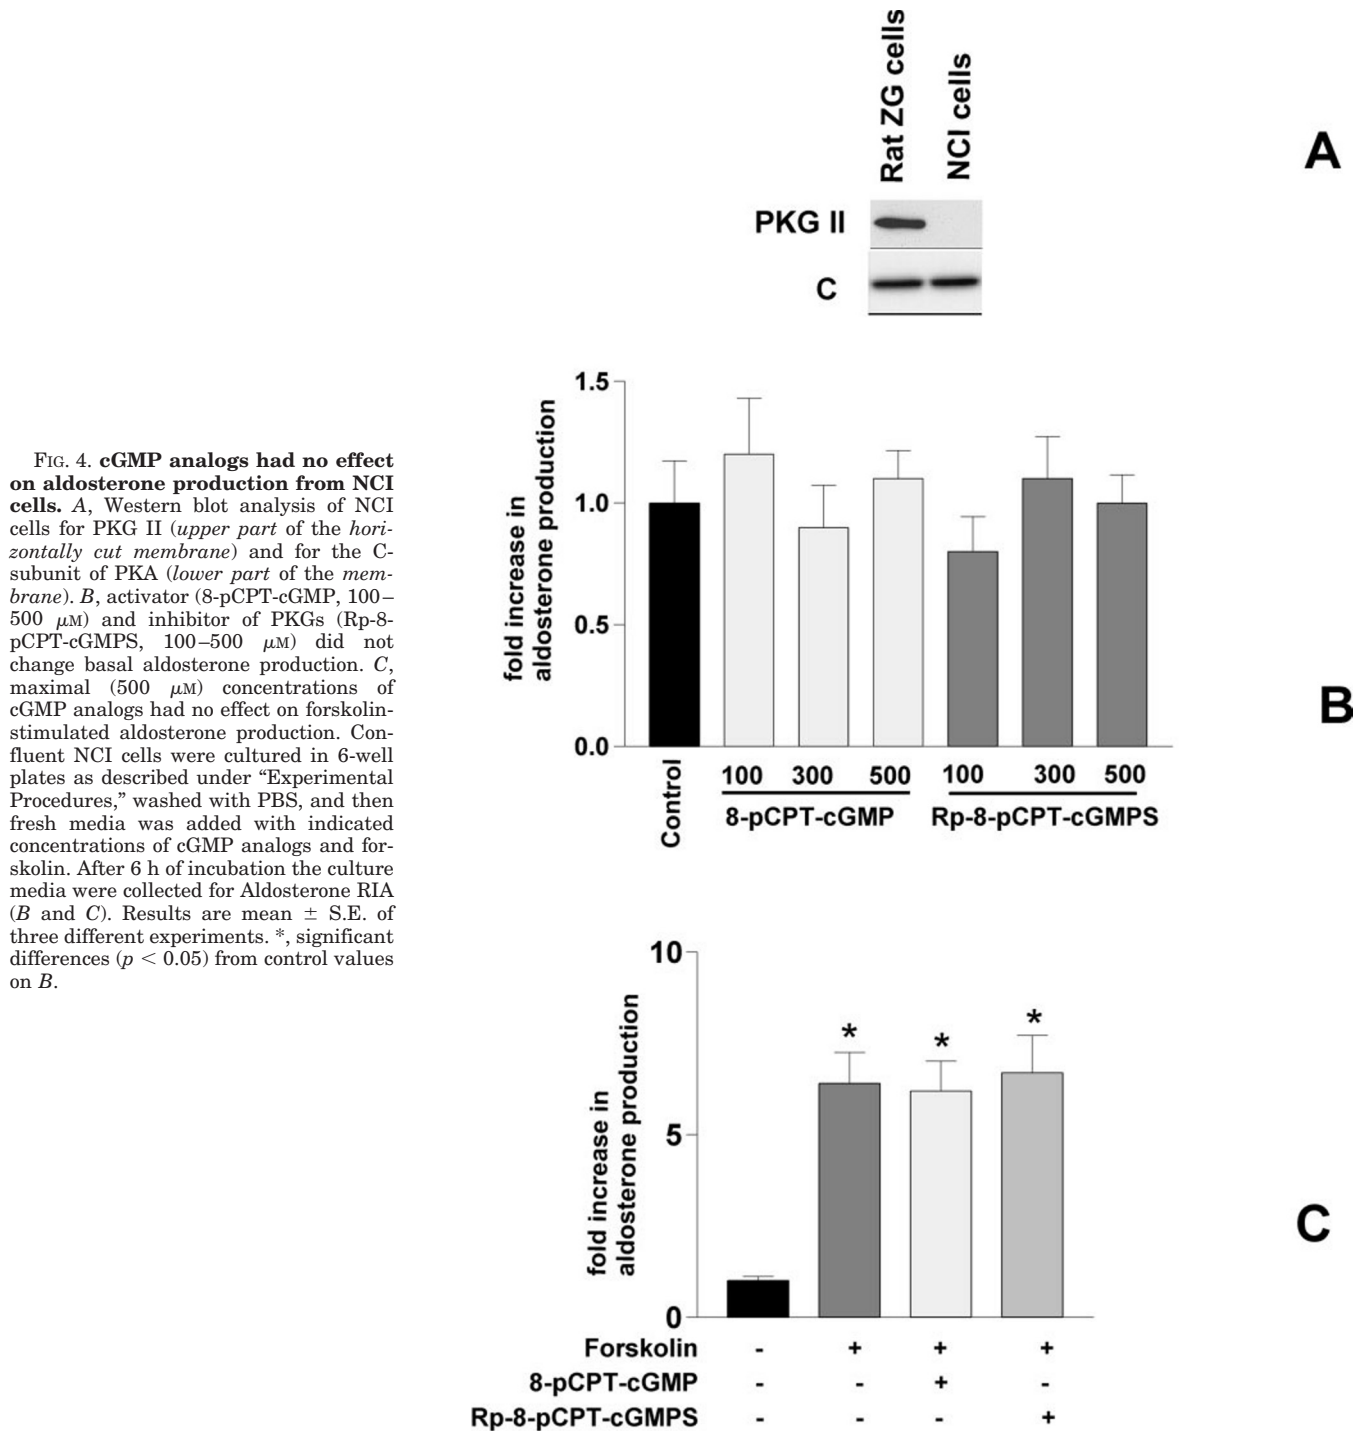 Rat ZG cells
NCI cells
A
PKG II
C
1.5
1.0
0.5
0.0
fold increase in
aldosterone production
B
Control
100 300 500 100 300 500
8-pCPT-cGMP Rp-8-pCPT-cGMPS
FIG. 4. cGMP analogs had no effect
on aldosterone production from NCI
cells. A, Western blot analysis of NCI
cells for PKG II (upper part of the hori-
zontally cut membrane) and for the C-
subunit of PKA (lower part of the mem-
brane). B, activator (8-pCPT-cGMP, 100–
500 μM) and inhibitor of PKGs (Rp-8-
pCPT-cGMPS, 100–500 μM) did not
change basal aldosterone production. C,
maximal (500 μM) concentrations of
cGMP analogs had no effect on forskolin-
stimulated aldosterone production. Con-
fluent NCI cells were cultured in 6-well
plates as described under “Experimental
Procedures,” washed with PBS, and then
fresh media was added with indicated
concentrations of cGMP analogs and for-
skolin. After 6 h of incubation the culture
media were collected for Aldosterone RIA
(B and C). Results are mean ± S.E. of
three different experiments. *, significant
differences (p < 0.05) from control values
on B.
10
5
0
fold increase in
aldosterone production
* * *
C
Forskolin - + + +
8-pCPT-cGMP - - + -
Rp-8-pCPT-cGMPS - - - +